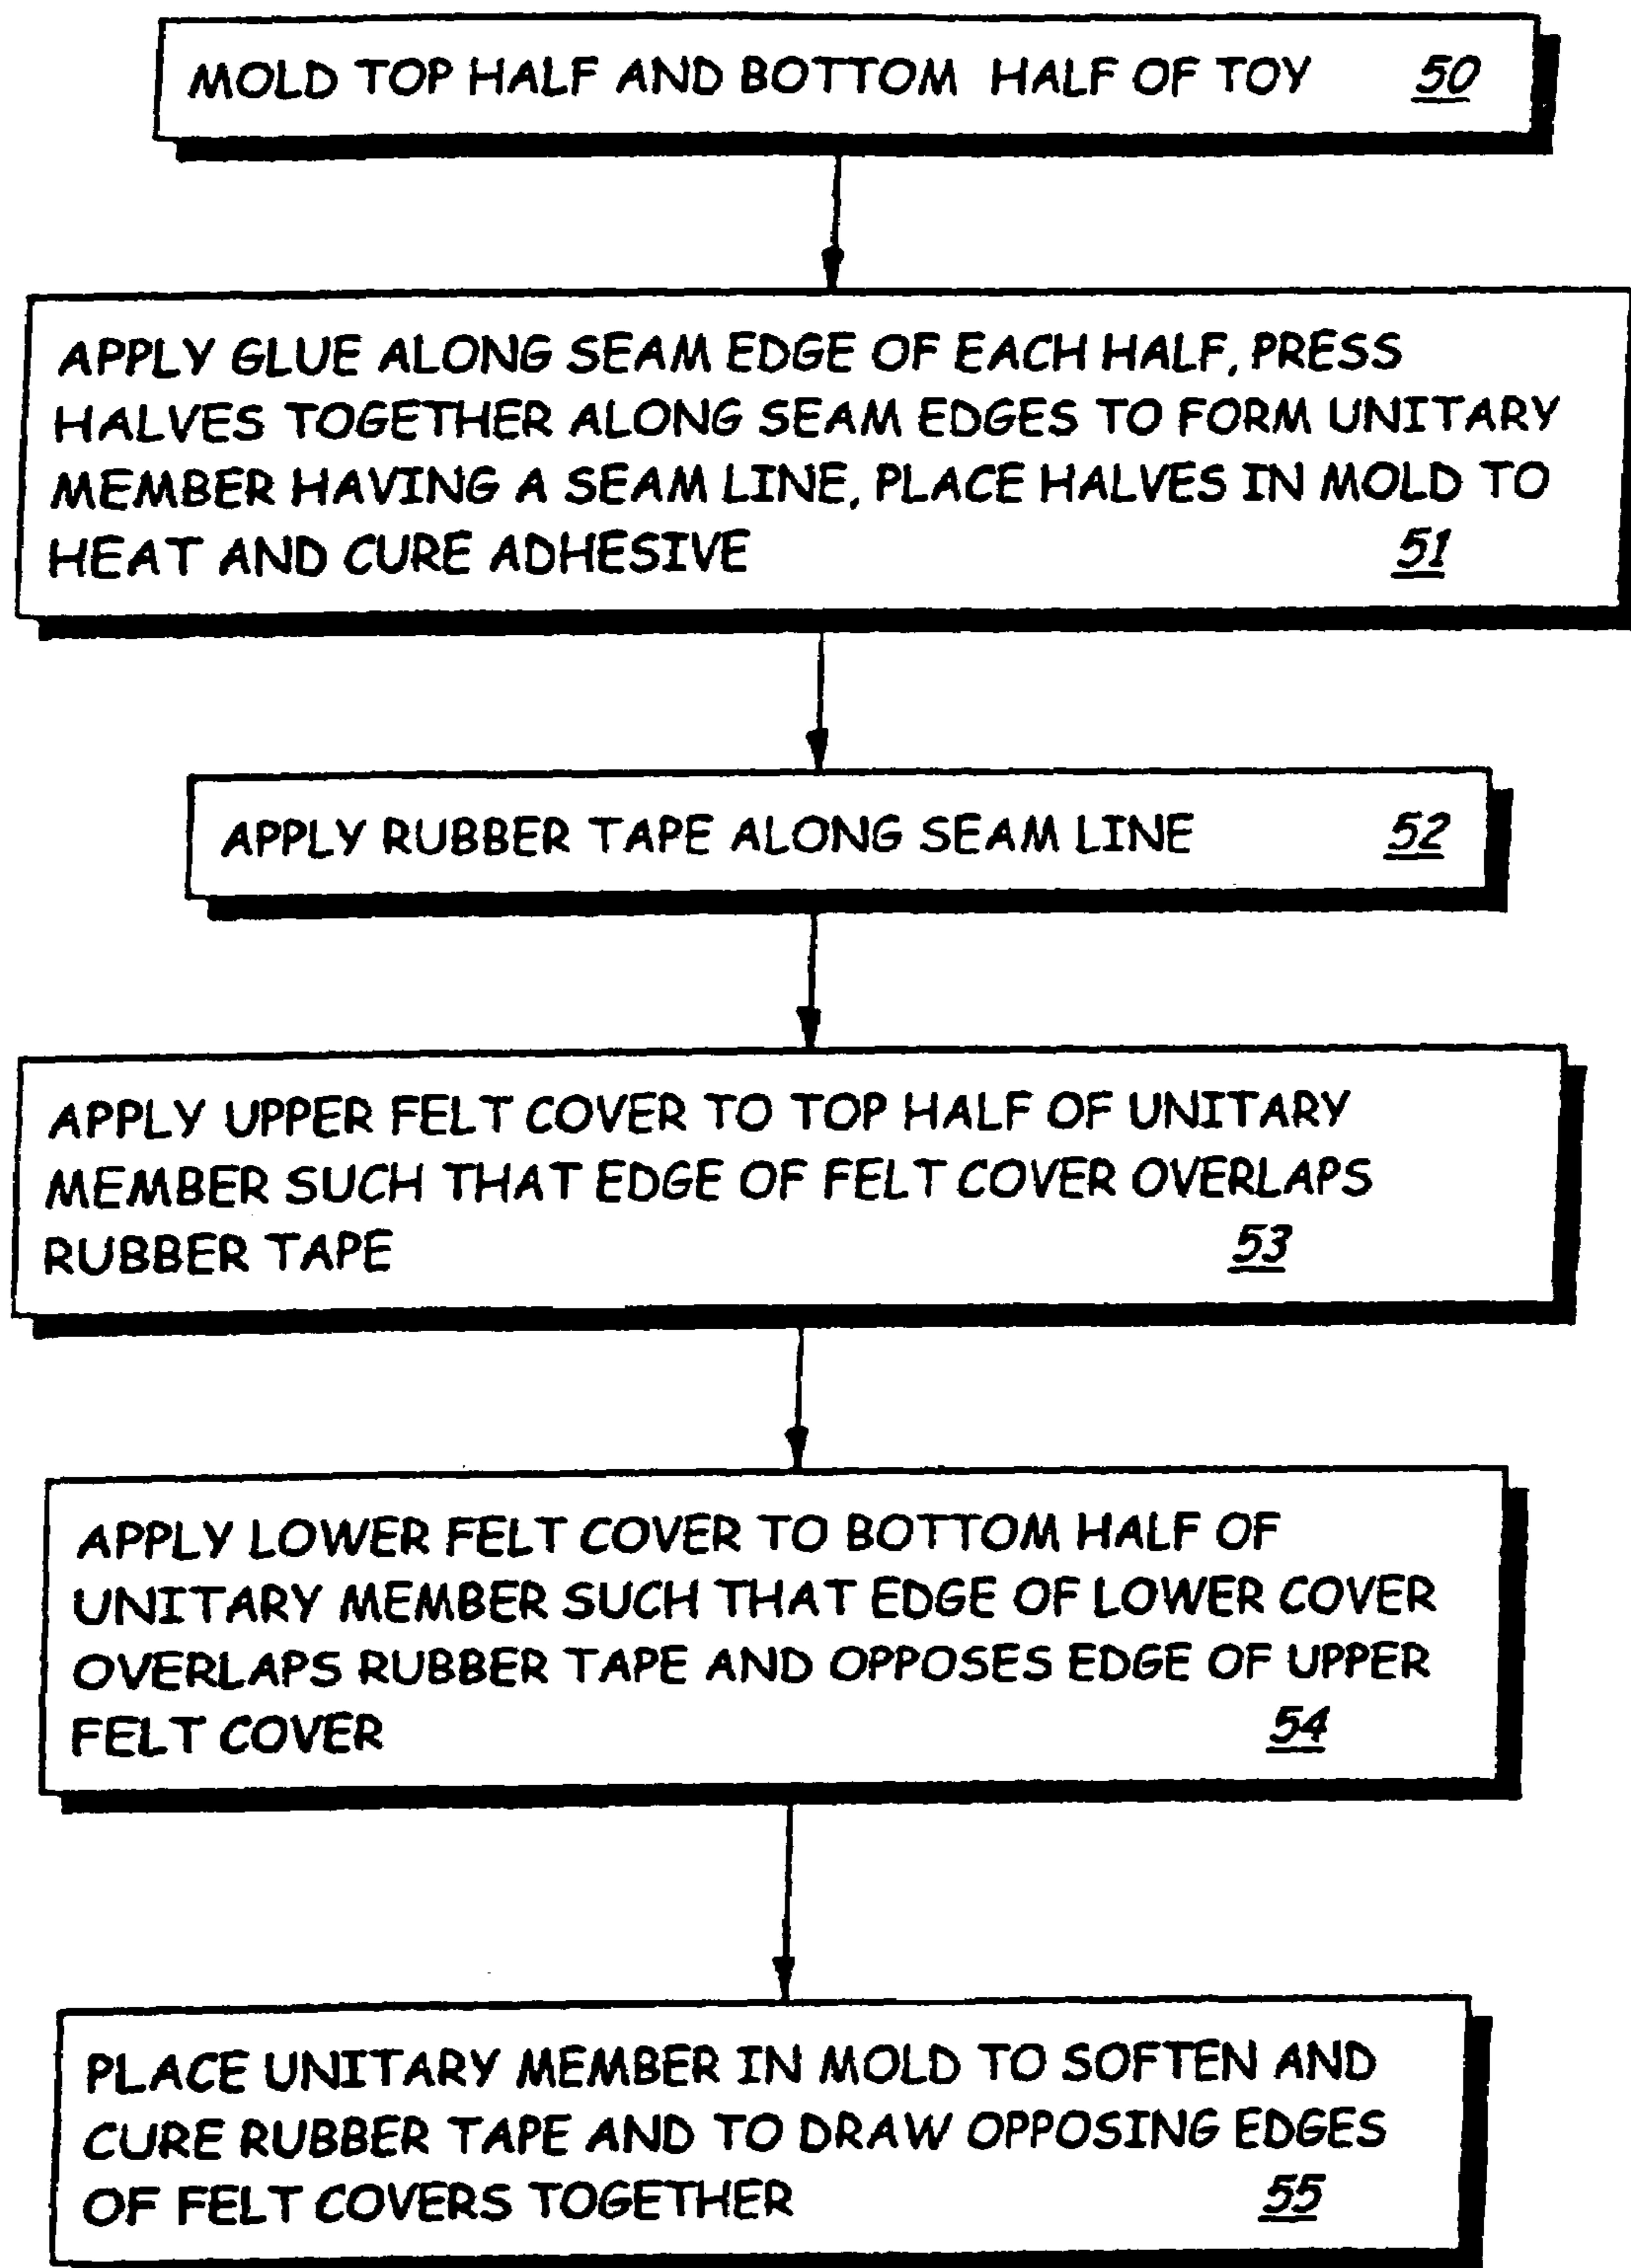 MOLD TOP HALF AND BOTTOM HALF OF TOY 50
APPLY GLUE ALONG SEAM EDGE OF EACH HALF, PRESS
HALVES TOGETHER ALONG SEAM EDGES TO FORM UNITARY
MEMBER HAVING A SEAM LINE, PLACE HALVES IN MOLD TO
HEAT AND CURE ADHESIVE 51
APPLY RUBBER TAPE ALONG SEAM LINE 52
APPLY UPPER FELT COVER TO TOP HALF OF UNITARY
MEMBER SUCH THAT EDGE OF FELT COVER OVERLAPS
RUBBER TAPE 53
APPLY LOWER FELT COVER TO BOTTOM HALF OF
UNITARY MEMBER SUCH THAT EDGE OF LOWER COVER
OVERLAPS RUBBER TAPE AND OPPOSES EDGE OF UPPER
FELT COVER 54
PLACE UNITARY MEMBER IN MOLD TO SOFTEN AND
CURE RUBBER TAPE AND TO DRAW OPPOSING EDGES
OF FELT COVERS TOGETHER 55